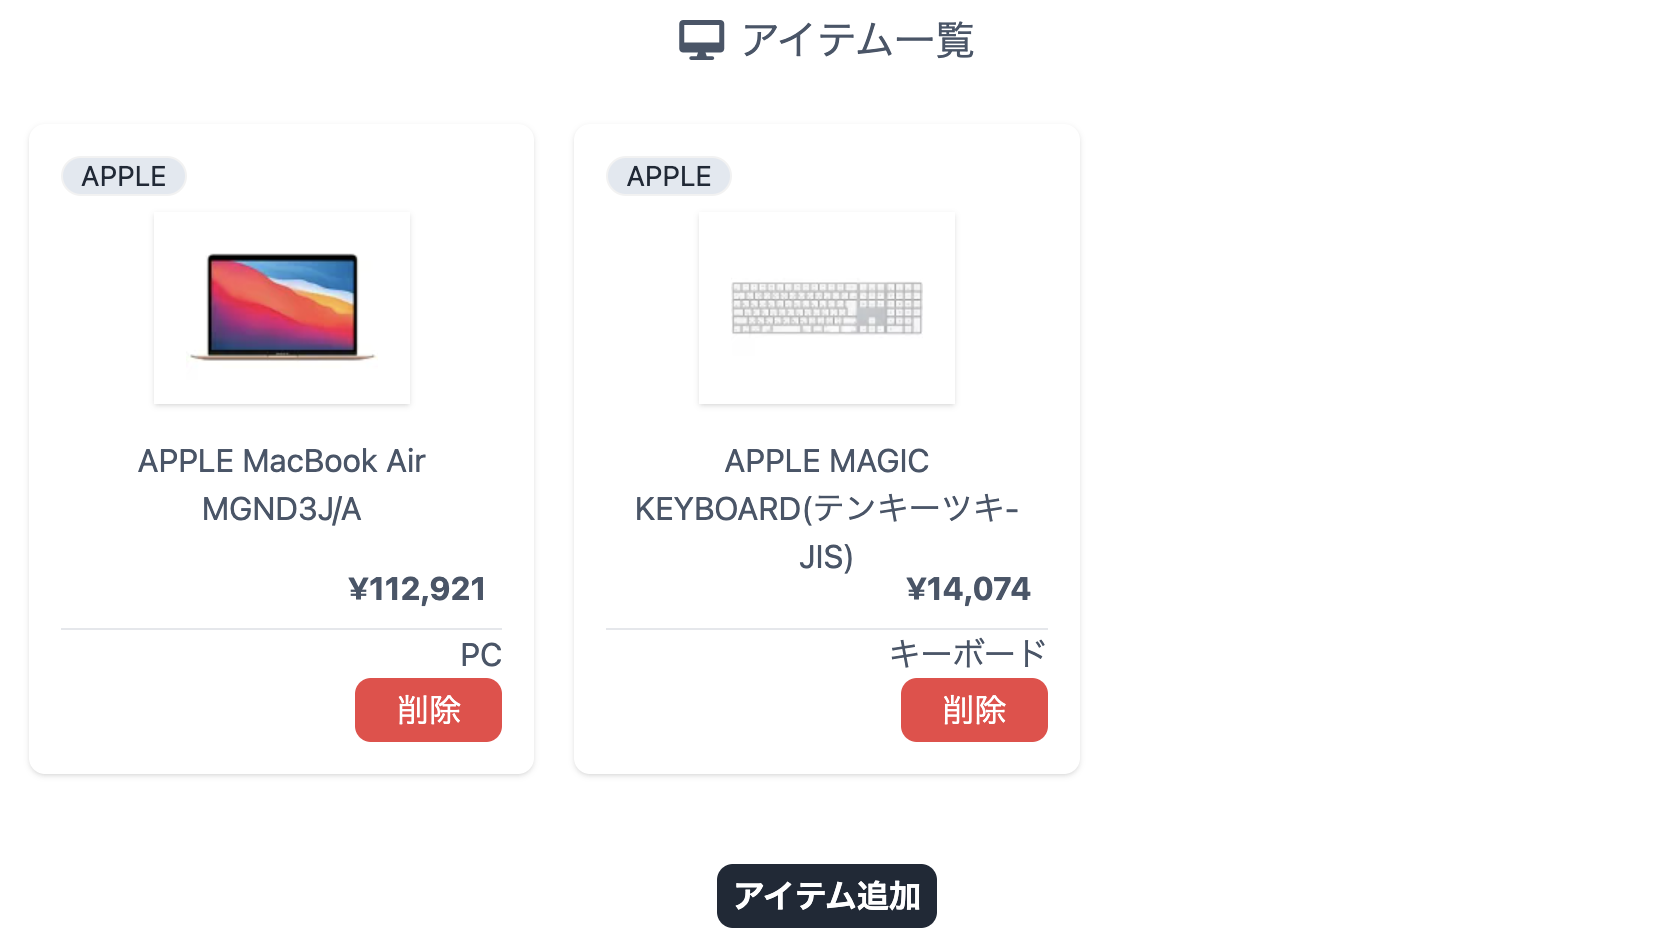 アイテム一覧
APPLE
APPLE MacBook Air
MGND3J/A
¥112,921
PC
削除
APPLE
APPLE MAGIC
KEYBOARD(テンキーツキ-
JIS)
¥14,074
キーボード
削除
アイテム追加